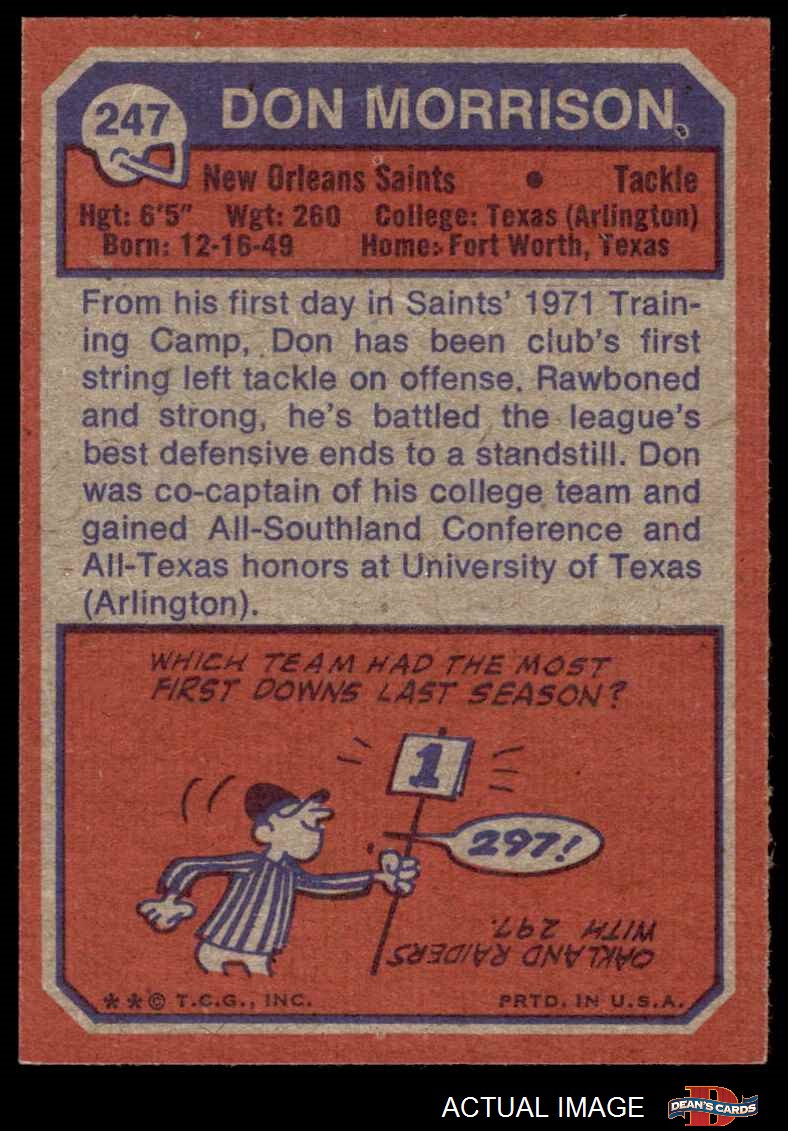 247 DON MORRISON
New Orleans Saints • Tackle
Hgt: 6'5" Wgt: 260 College: Texas (Arlington)
Born: 12-16-49 Home: Fort Worth, Texas
From his first day in Saints' 1971 Train-
ing Camp, Don has been club's first
string left tackle on offense. Rawboned
and strong, he's battled the league's
best defensive ends to a standstill. Don
was co-captain of his college team and
gained All-Southland Conference and
All-Texas honors at University of Texas
(Arlington).
WHICH TEAM HAD THE MOST
FIRST DOWNS LAST SEASON?
1
297!
OAKLAND RAIDERS
WITH 297.
**© T.C.G., INC. PRTD. IN U.S.A.
ACTUAL IMAGE
D
DEAN'S CARDS